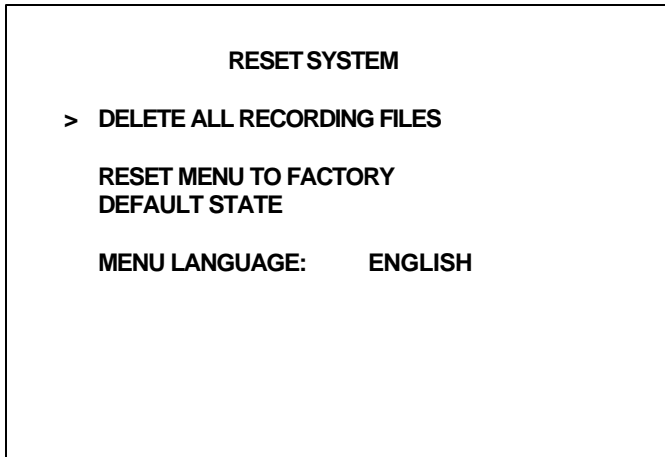 RESET SYSTEM
> DELETE ALL RECORDING FILES
RESET MENU TO FACTORY
DEFAULT STATE
MENU LANGUAGE: ENGLISH